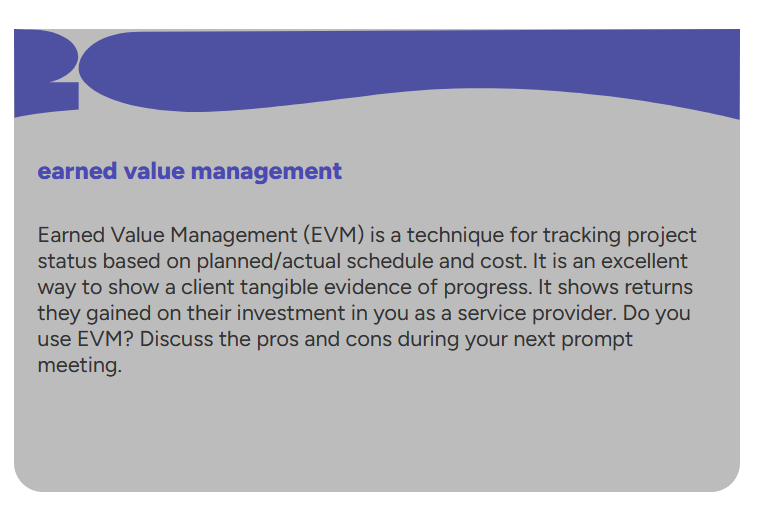 earned value management
Earned Value Management (EVM) is a technique for tracking project
status based on planned/actual schedule and cost. It is an excellent
way to show a client tangible evidence of progress. It shows returns
they gained on their investment in you as a service provider. Do you
use EVM? Discuss the pros and cons during your next prompt
meeting.